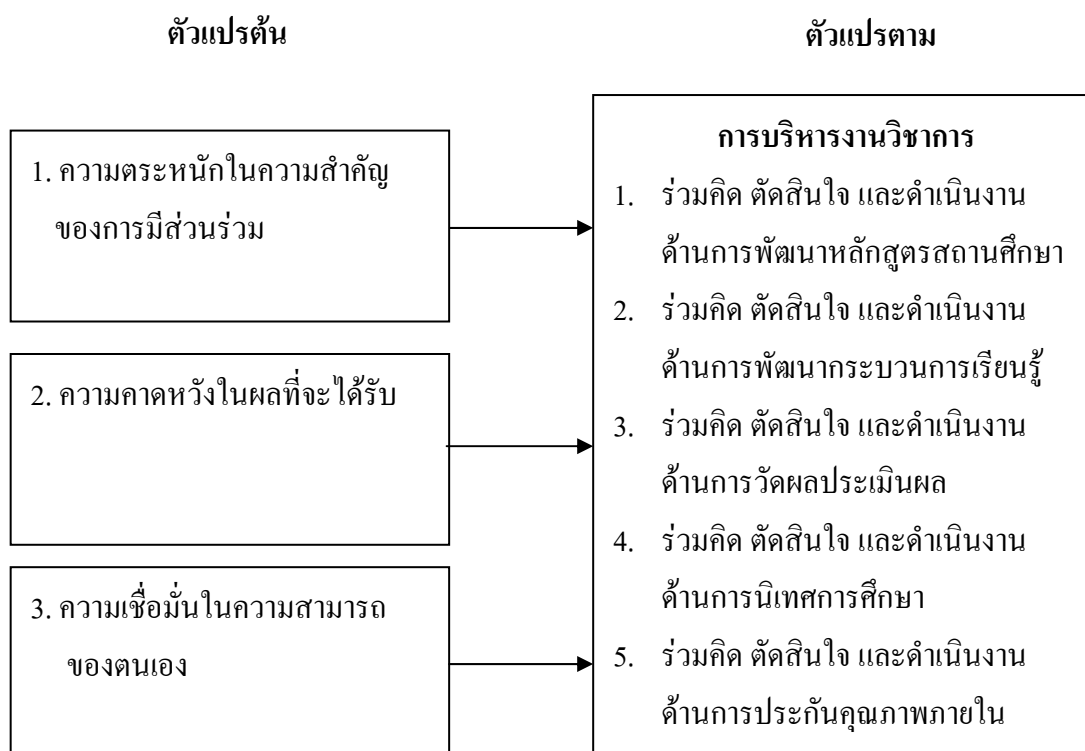 ตัวแปรต้น
ตัวแปรตาม
1. ความตระหนักในความสำคัญ
ของการมีส่วนร่วม
2. ความคาดหวังในผลที่จะได้รับ
3. ความเชื่อมั่นในความสามารถ
ของตนเอง
การบริหารงานวิชาการ
1. ร่วมคิด ตัดสินใจ และดำเนินงาน
ด้านการพัฒนาหลักสูตรสถานศึกษา
2. ร่วมคิด ตัดสินใจ และดำเนินงาน
ด้านการพัฒนากระบวนการเรียนรู้
3. ร่วมคิด ตัดสินใจ และดำเนินงาน
ด้านการวัดผลประเมินผล
4. ร่วมคิด ตัดสินใจ และดำเนินงาน
ด้านการนิเทศการศึกษา
5. ร่วมคิด ตัดสินใจ และดำเนินงาน
ด้านการประกันคุณภาพภายใน